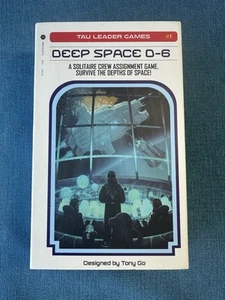 TAU LEADER GAMES #1
DEEP SPACE D-6
A SOLITAIRE CREW ASSIGNMENT GAME.
SURVIVE THE DEPTHS OF SPACE!
Designed by Tony Go